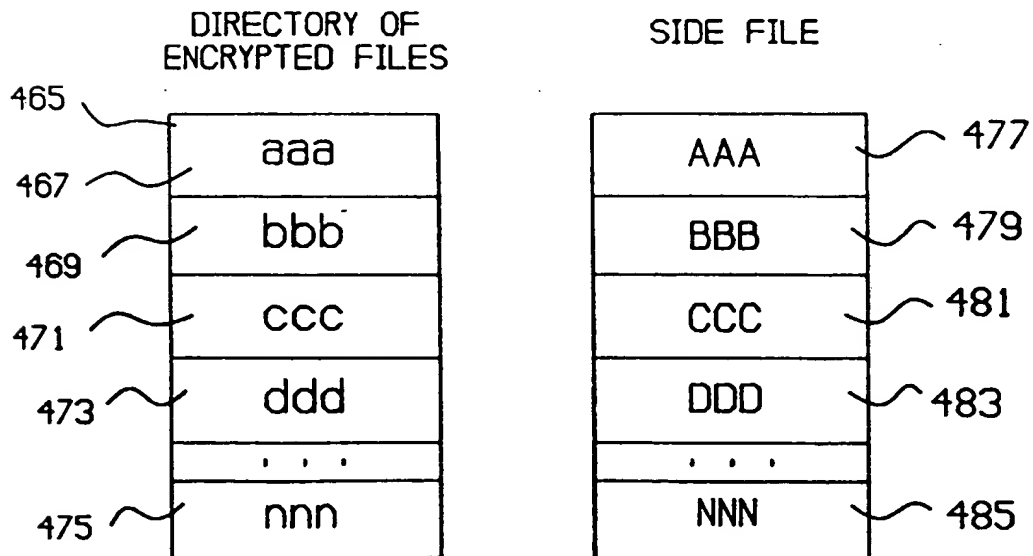 DIRECTORY OF
ENCRYPTED FILES
SIDE FILE
465
467
469
471
473
475
aaa
bbb
ccc
ddd
. . .
nnn
AAA
BBB
CCC
DDD
. . .
NNN
477
479
481
483
485